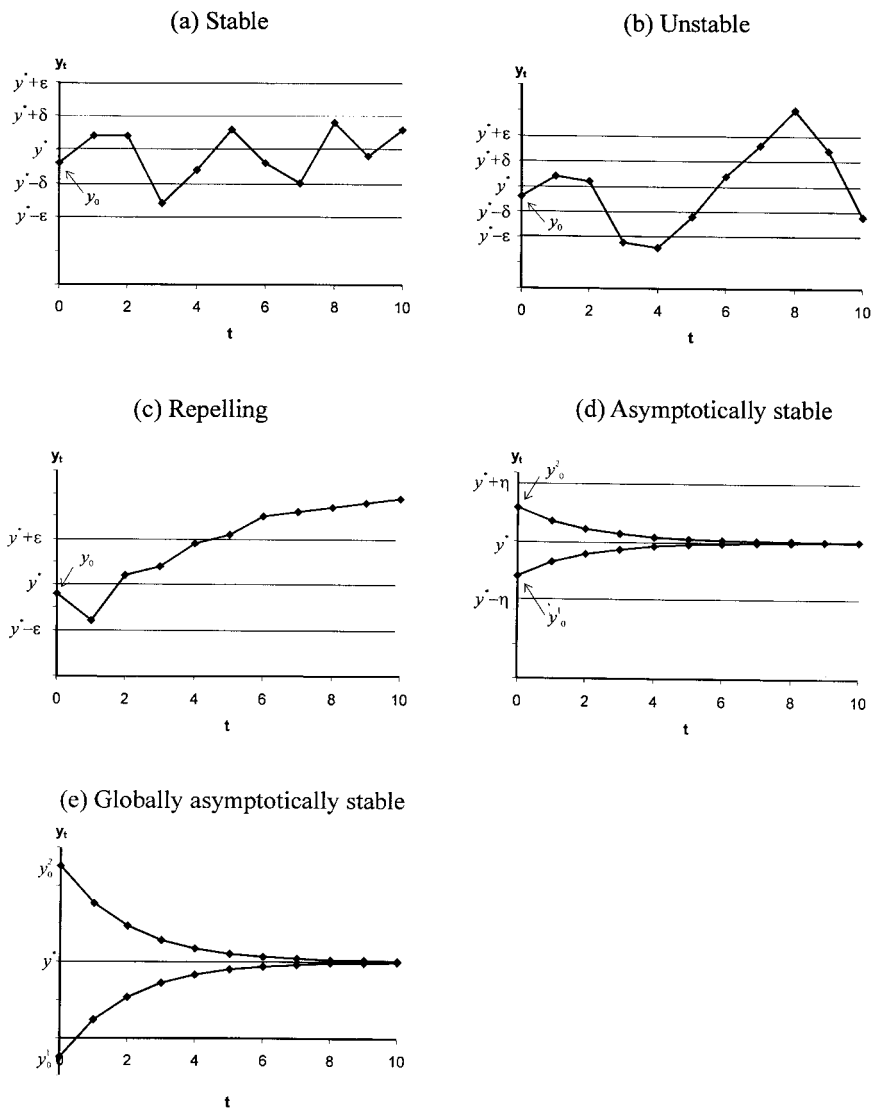 (a) Stable
yₜ
y*+ε
y*+δ
y*
y*−δ
y*−ε
y₀
0 2 4 6 8 10
t
(b) Unstable
yₜ
y*+ε
y*+δ
y*
y*−δ
y*−ε
y₀
0 2 4 6 8 10
t
(c) Repelling
yₜ
y*+ε
y*
y*−ε
y₀
0 2 4 6 8 10
t
(d) Asymptotically stable
yₜ
y*+η
y*
y*−η
y²₀
y¹₀
0 2 4 6 8 10
t
(e) Globally asymptotically stable
yₜ
y²₀
y*
y¹₀
0 2 4 6 8 10
t